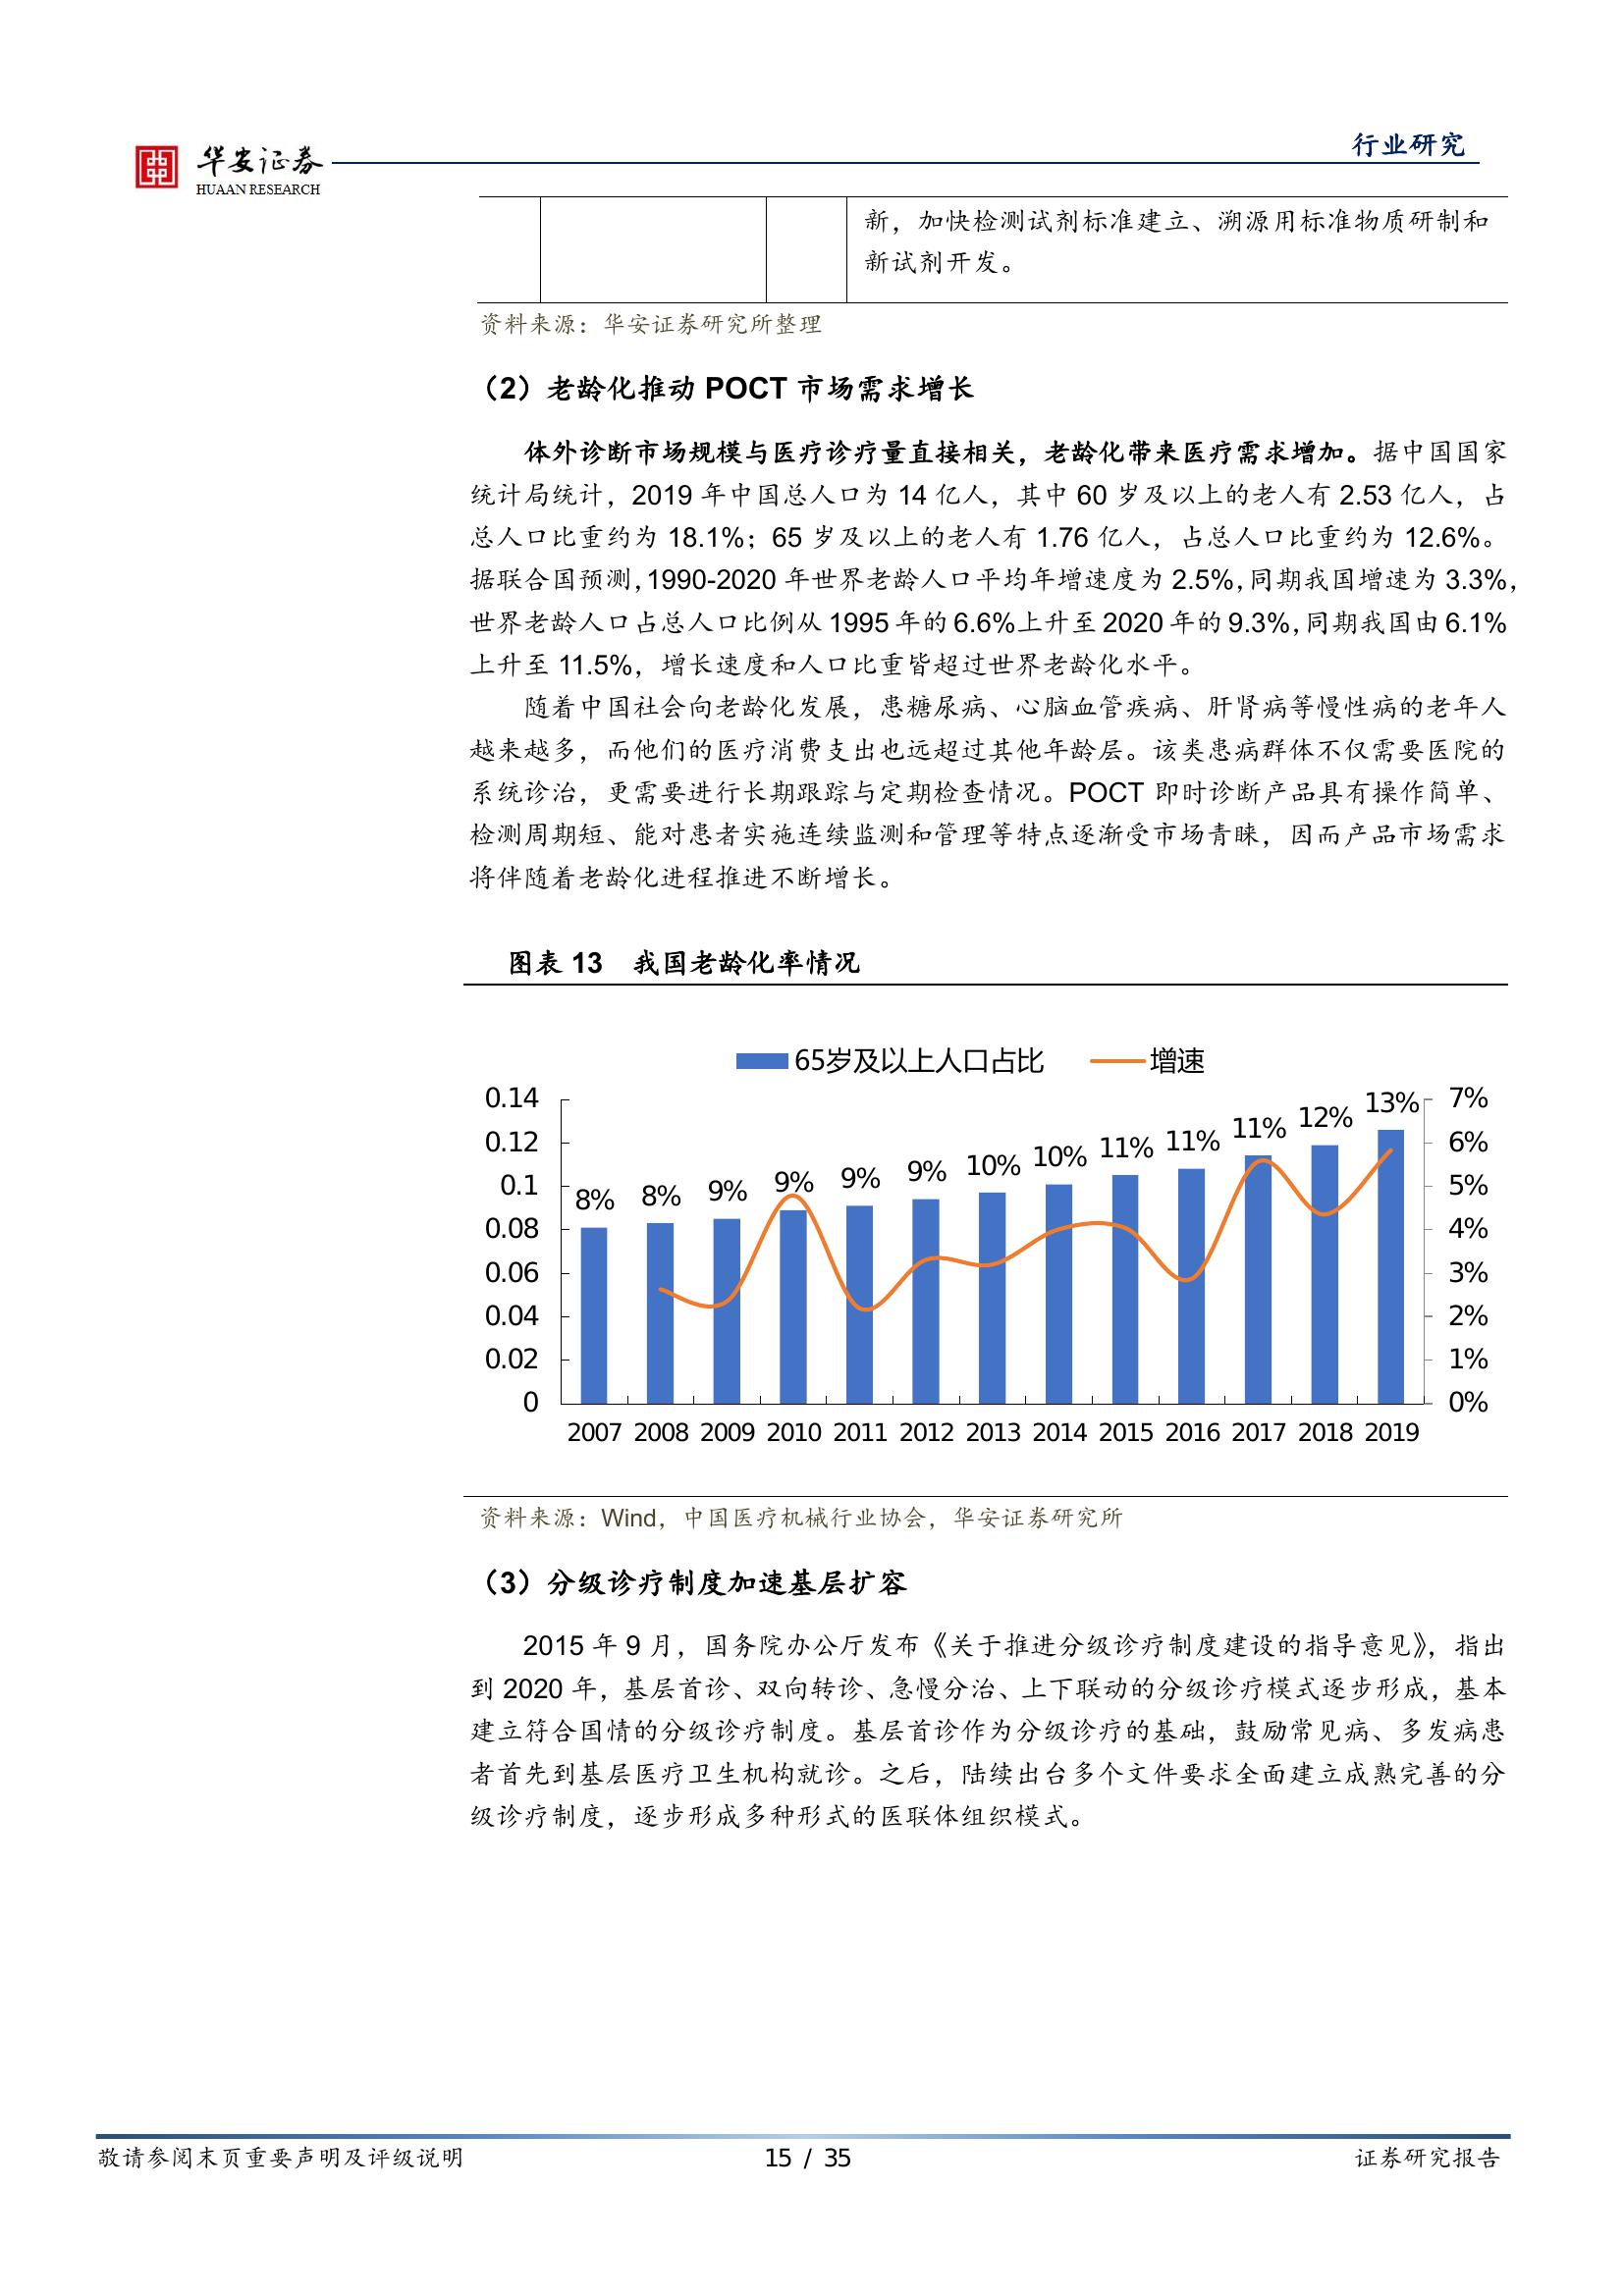 行业研究
华安证券
HUAAN RESEARCH
新，加快检测试剂标准建立、溯源用标准物质研制和
新试剂开发。
资料来源：华安证券研究所整理
（2）老龄化推动 POCT 市场需求增长
体外诊断市场规模与医疗诊疗量直接相关，老龄化带来医疗需求增加。据中国国家
统计局统计，2019 年中国总人口为 14 亿人，其中 60 岁及以上的老人有 2.53 亿人，占
总人口比重约为 18.1%；65 岁及以上的老人有 1.76 亿人，占总人口比重约为 12.6%。
据联合国预测，1990-2020 年世界老龄人口平均年增速度为 2.5%，同期我国增速为 3.3%，
世界老龄人口占总人口比例从 1995 年的 6.6%上升至 2020 年的 9.3%，同期我国由 6.1%
上升至 11.5%，增长速度和人口比重皆超过世界老龄化水平。
随着中国社会向老龄化发展，患糖尿病、心脑血管疾病、肝肾病等慢性病的老年人
越来越多，而他们的医疗消费支出也远超过其他年龄层。该类患病群体不仅需要医院的
系统诊治，更需要进行长期跟踪与定期检查情况。POCT 即时诊断产品具有操作简单、
检测周期短、能对患者实施连续监测和管理等特点逐渐受市场青睐，因而产品市场需求
将伴随着老龄化进程推进不断增长。
图表 13 我国老龄化率情况
65岁及以上人口占比 增速
0.14 0.12 0.1 0.08 0.06 0.04 0.02 0
8% 8% 9% 9% 9% 9% 10% 10% 11% 11% 11% 12% 13%
7% 6% 5% 4% 3% 2% 1% 0%
2007 2008 2009 2010 2011 2012 2013 2014 2015 2016 2017 2018 2019
资料来源：Wind，中国医疗机械行业协会，华安证券研究所
（3）分级诊疗制度加速基层扩容
2015 年 9 月，国务院办公厅发布《关于推进分级诊疗制度建设的指导意见》，指出
到 2020 年，基层首诊、双向转诊、急慢分治、上下联动的分级诊疗模式逐步形成，基本
建立符合国情的分级诊疗制度。基层首诊作为分级诊疗的基础，鼓励常见病、多发病患
者首先到基层医疗卫生机构就诊。之后，陆续出台多个文件要求全面建立成熟完善的分
级诊疗制度，逐步形成多种形式的医联体组织模式。
敬请参阅末页重要声明及评级说明 15 / 35 证券研究报告